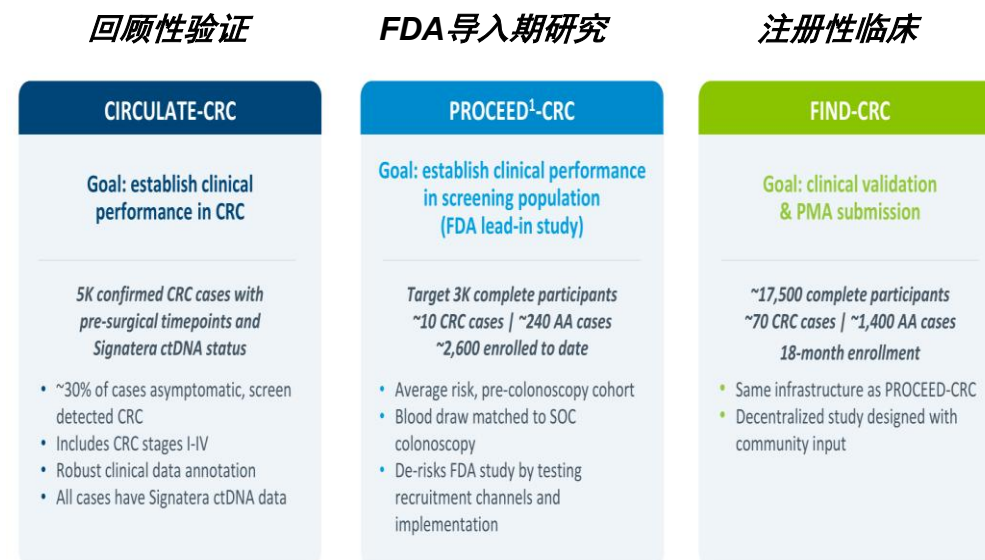 回顾性验证
FDA导入期研究
注册性临床
CIRCULATE-CRC
Goal: establish clinical
performance in CRC
5K confirmed CRC cases with
pre-surgical timepoints and
Signatera ctDNA status
• ~30% of cases asymptomatic, screen
detected CRC
• Includes CRC stages I-IV
• Robust clinical data annotation
• All cases have Signatera ctDNA data
PROCEED¹-CRC
Goal: establish clinical performance
in screening population
(FDA lead-in study)
Target 3K complete participants
~10 CRC cases | ~240 AA cases
~2,600 enrolled to date
• Average risk, pre-colonoscopy cohort
• Blood draw matched to SOC
colonoscopy
• De-risks FDA study by testing
recruitment channels and
implementation
FIND-CRC
Goal: clinical validation
& PMA submission
~17,500 complete participants
~70 CRC cases | ~1,400 AA cases
18-month enrollment
• Same infrastructure as PROCEED-CRC
• Decentralized study designed with
community input